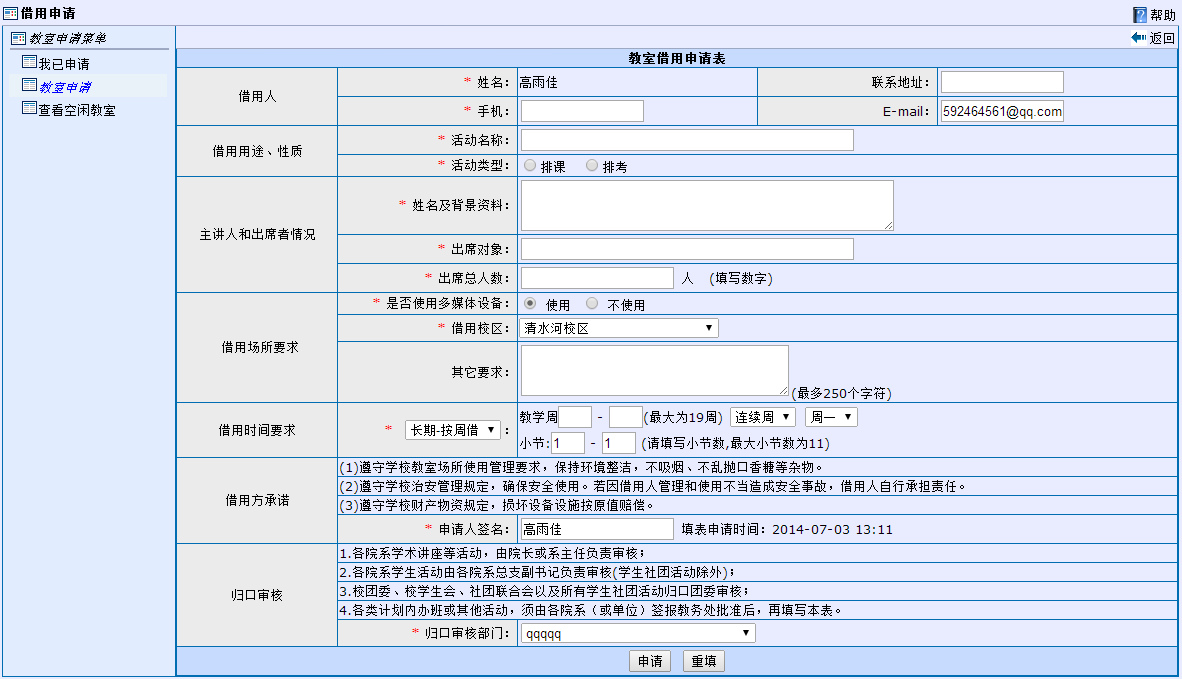 借用申请
帮助
教室申请菜单
返回
我已申请
教室申请
查看空闲教室
教室借用申请表
借用人
* 姓名: 高雨佳
联系地址:
* 手机:
E-mail: 592464561@qq.com
借用用途、性质
* 活动名称:
* 活动类型: 排课 排考
主讲人和出席者情况
* 姓名及背景资料:
* 出席对象:
* 出席总人数: 人 (填写数字)
借用场所要求
* 是否使用多媒体设备: 使用 不使用
* 借用校区: 清水河校区
其它要求: (最多250个字符)
借用时间要求
* 长期-按周借 :
教学周 - (最大为19周) 连续周 周一
小节:1 - 1 (请填写小节数,最大小节数为11)
借用方承诺
(1)遵守学校教室场所使用管理要求，保持环境整洁，不吸烟、不乱抛口香糖等杂物。
(2)遵守学校治安管理规定，确保安全使用。若因借用人管理和使用不当造成安全事故，借用人自行承担责任。
(3)遵守学校财产物资规定，损坏设备设施按原值赔偿。
* 申请人签名: 高雨佳 填表申请时间: 2014-07-03 13:11
归口审核
1.各院系学术讲座等活动，由院长或系主任负责审核；
2.各院系学生活动由各院系总支副书记负责审核(学生社团活动除外)；
3.校团委、校学生会、社团联合会以及所有学生社团活动归口团委审核；
4.各类计划内办班或其他活动，须由各院系（或单位）签报教务处批准后，再填写本表。
* 归口审核部门: qqqqq
申请 重填